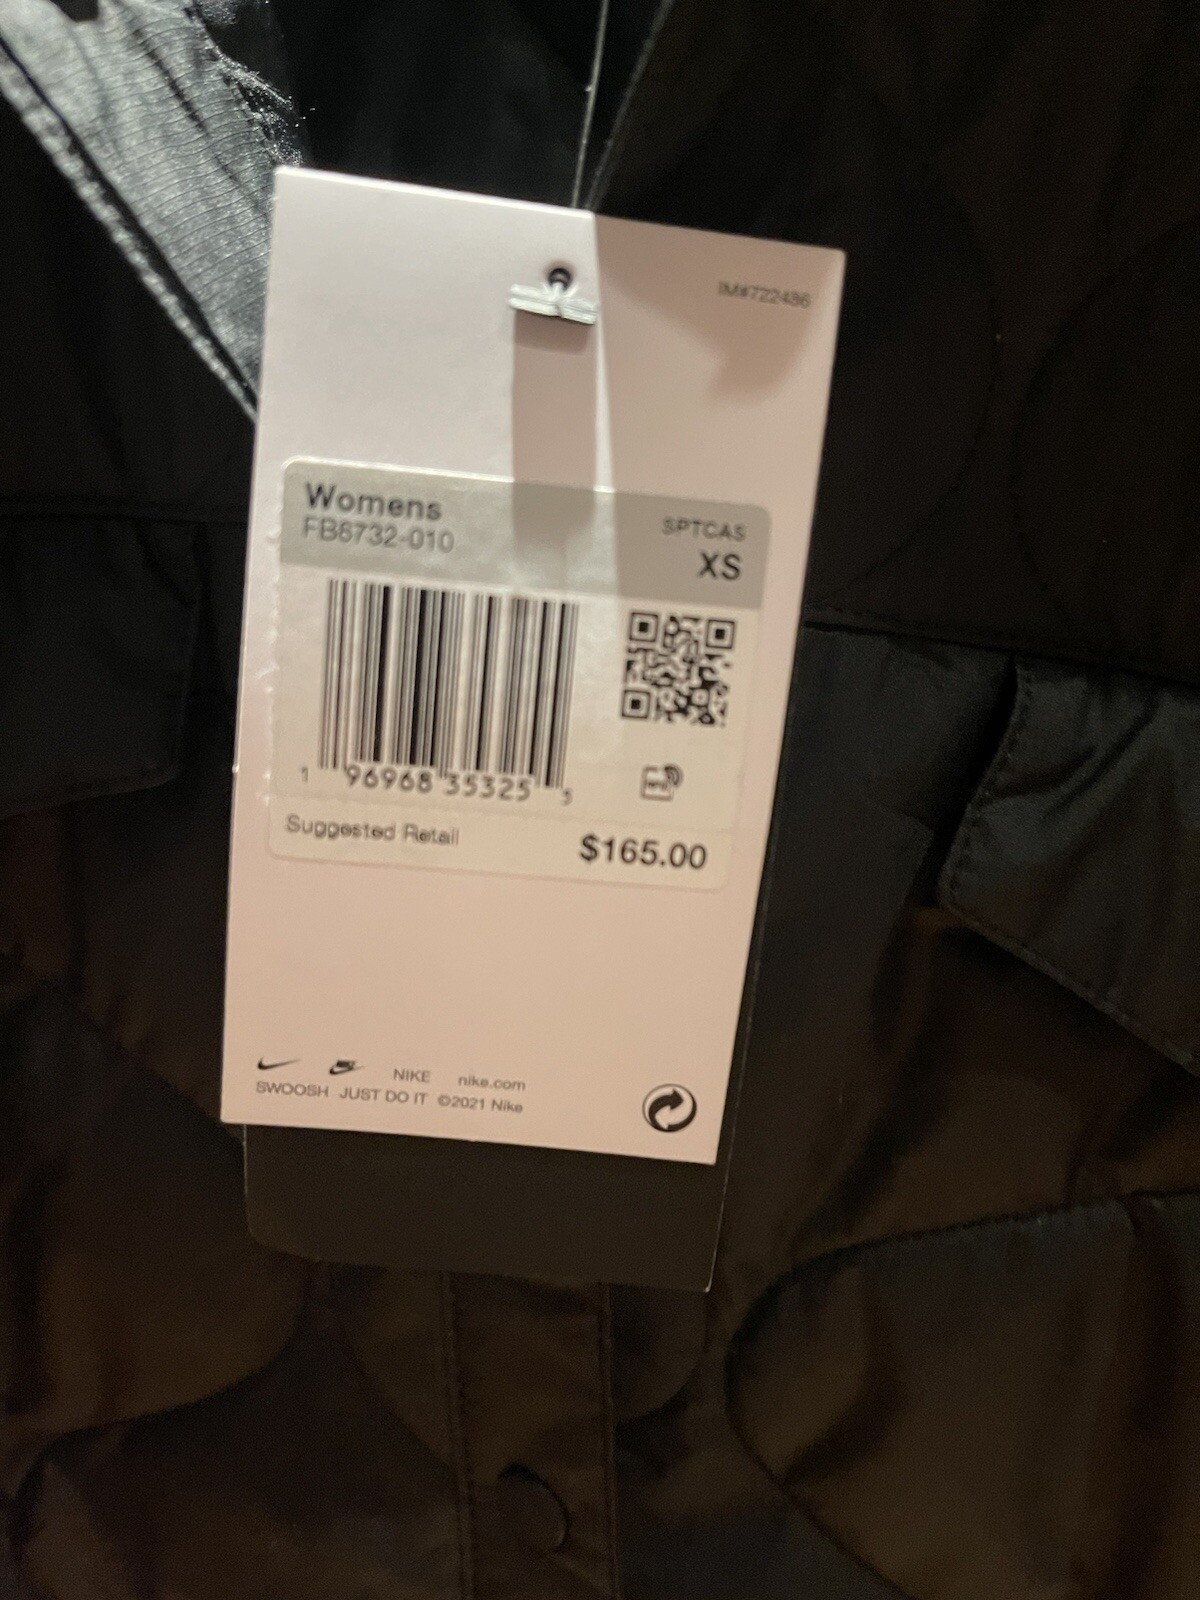 IM#722486
Womens
FB6732-010
SPTCAS
XS
1 96968 35325 5
Suggested Retail
$165.00
NIKE nike.com
SWOOSH JUST DO IT ©2021 Nike